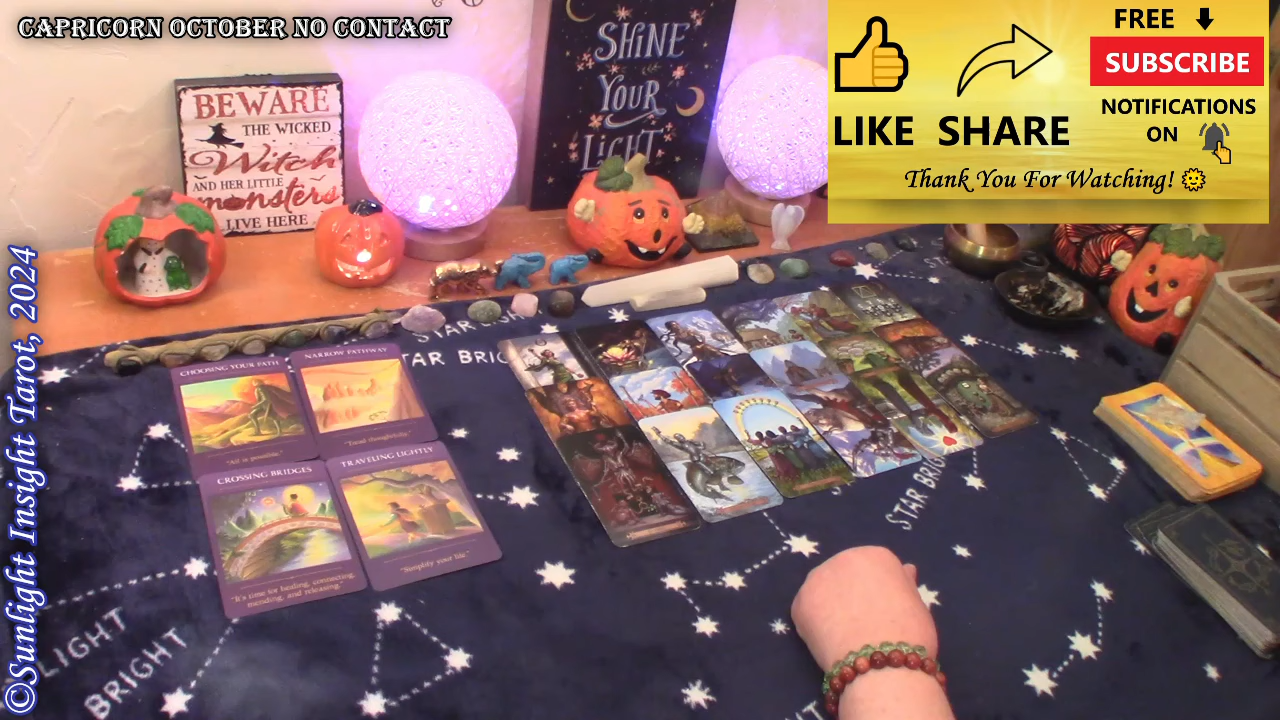 CAPRICORN OCTOBER NO CONTACT
FREE
SUBSCRIBE
LIKE SHARE
NOTIFICATIONS
ON
Thank You For Watching!
BEWARE
THE WICKED
Witch
AND HER LITTLE
monsters
LIVE HERE
SHINE
YOUR
LIGHT
©Sunlight Insight Tarot, 2024
STAR LIGH
TAR BRIG
CHOOSING YOUR PATH
"All is possible."
NARROW PATHWAY
"Tread thoughtfully."
CROSSING BRIDGES
"It's time for healing, connecting,
mending, and releasing."
TRAVELING LIGHTLY
"Simplify your life."
STAR BRIG
LIGHT
BRIGHT